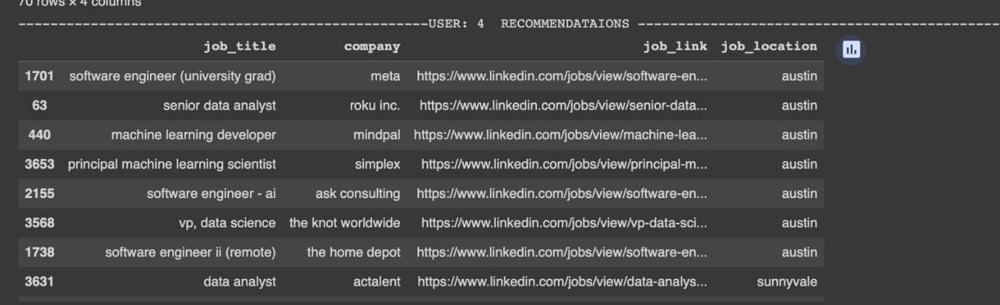 70 rows × 4 columns
--------------------------------------------------USER: 4 RECOMMENDATAIONS --------------------------------------------
job_title company job_link job_location
1701 software engineer (university grad) meta https://www.linkedin.com/jobs/view/software-en... austin
63 senior data analyst roku inc. https://www.linkedin.com/jobs/view/senior-data... austin
440 machine learning developer mindpal https://www.linkedin.com/jobs/view/machine-lea... austin
3653 principal machine learning scientist simplex https://www.linkedin.com/jobs/view/principal-m... austin
2155 software engineer - ai ask consulting https://www.linkedin.com/jobs/view/software-en... austin
3568 vp, data science the knot worldwide https://www.linkedin.com/jobs/view/vp-data-sci... austin
1738 software engineer ii (remote) the home depot https://www.linkedin.com/jobs/view/software-en... austin
3631 data analyst actalent https://www.linkedin.com/jobs/view/data-analys... sunnyvale